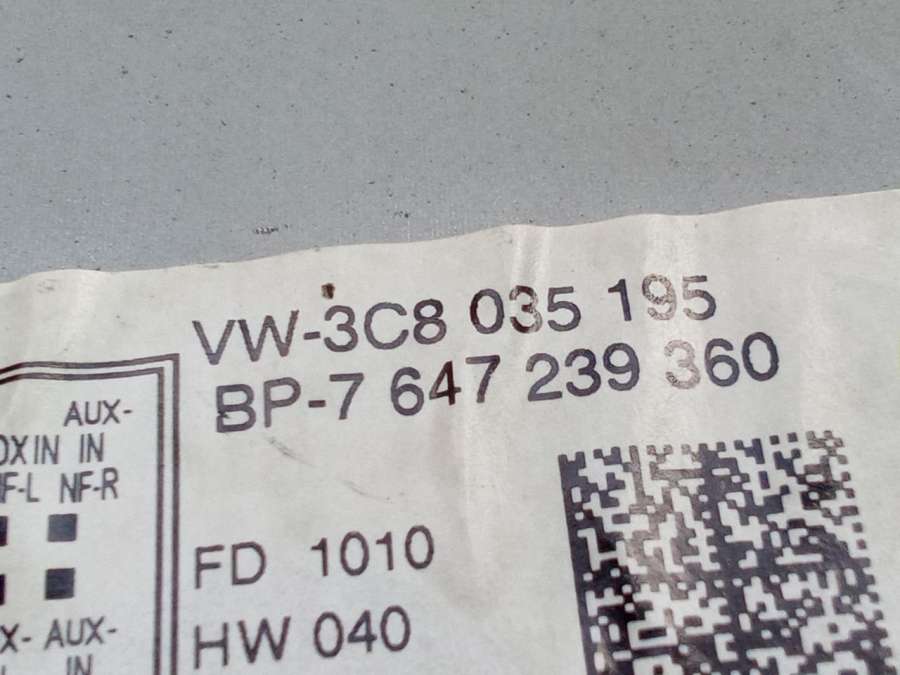 VW-3C8 035 195
BP-7 647 239 360
AUX-
IN IN
F-L NF-R
FD 1010
HW 040
X- AUX-
IN